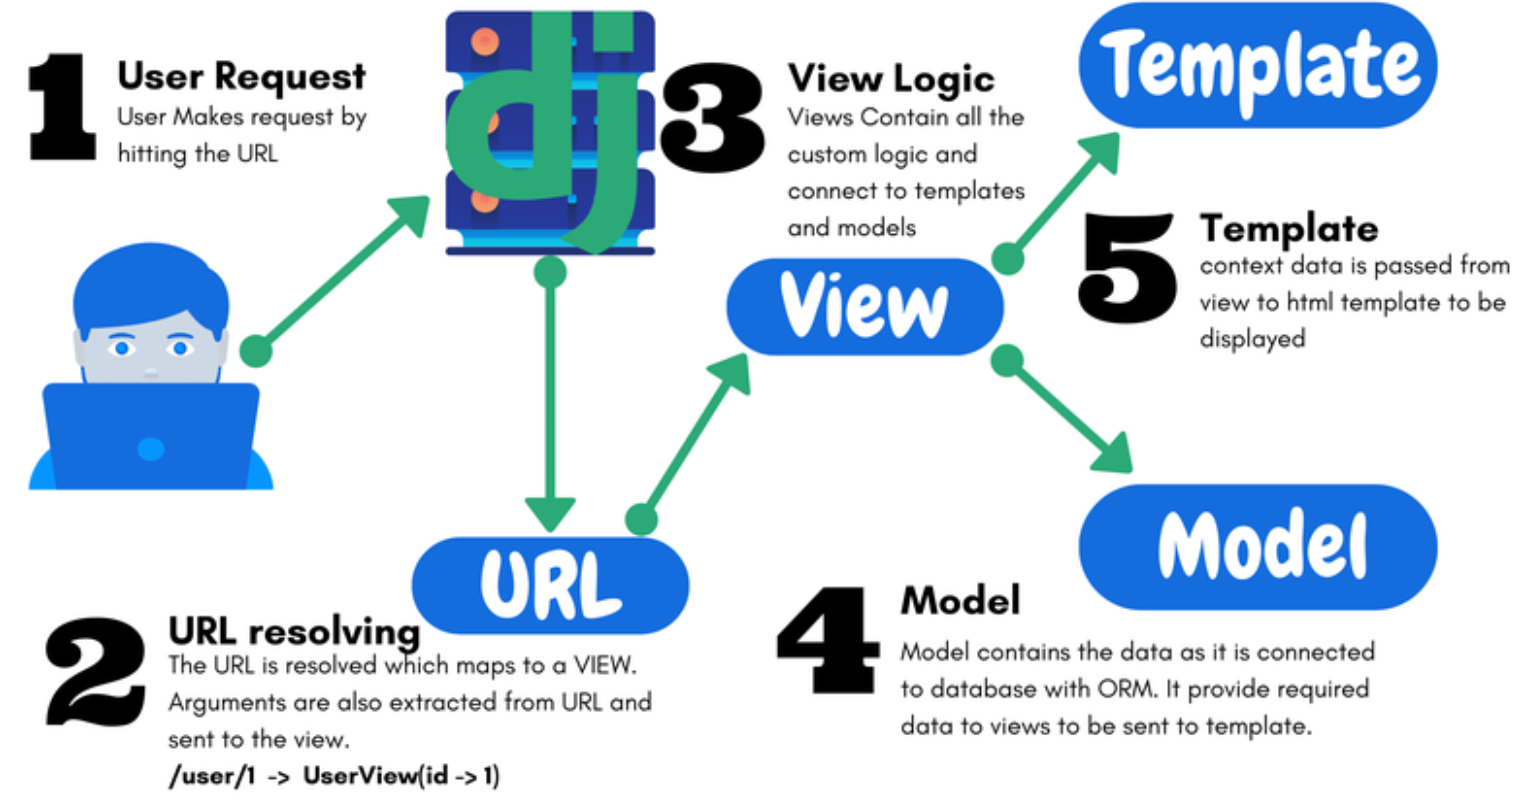 1
User Request
User Makes request by
hitting the URL
dj
3
View Logic
Views Contain all the
custom logic and
connect to templates
and models
Template
5
Template
context data is passed from
view to html template to be
displayed
View
URL
2
URL resolving
The URL is resolved which maps to a VIEW.
Arguments are also extracted from URL and
sent to the view.
/user/1 -> UserView(id -> 1)
Model
4
Model
Model contains the data as it is connected
to database with ORM. It provide required
data to views to be sent to template.